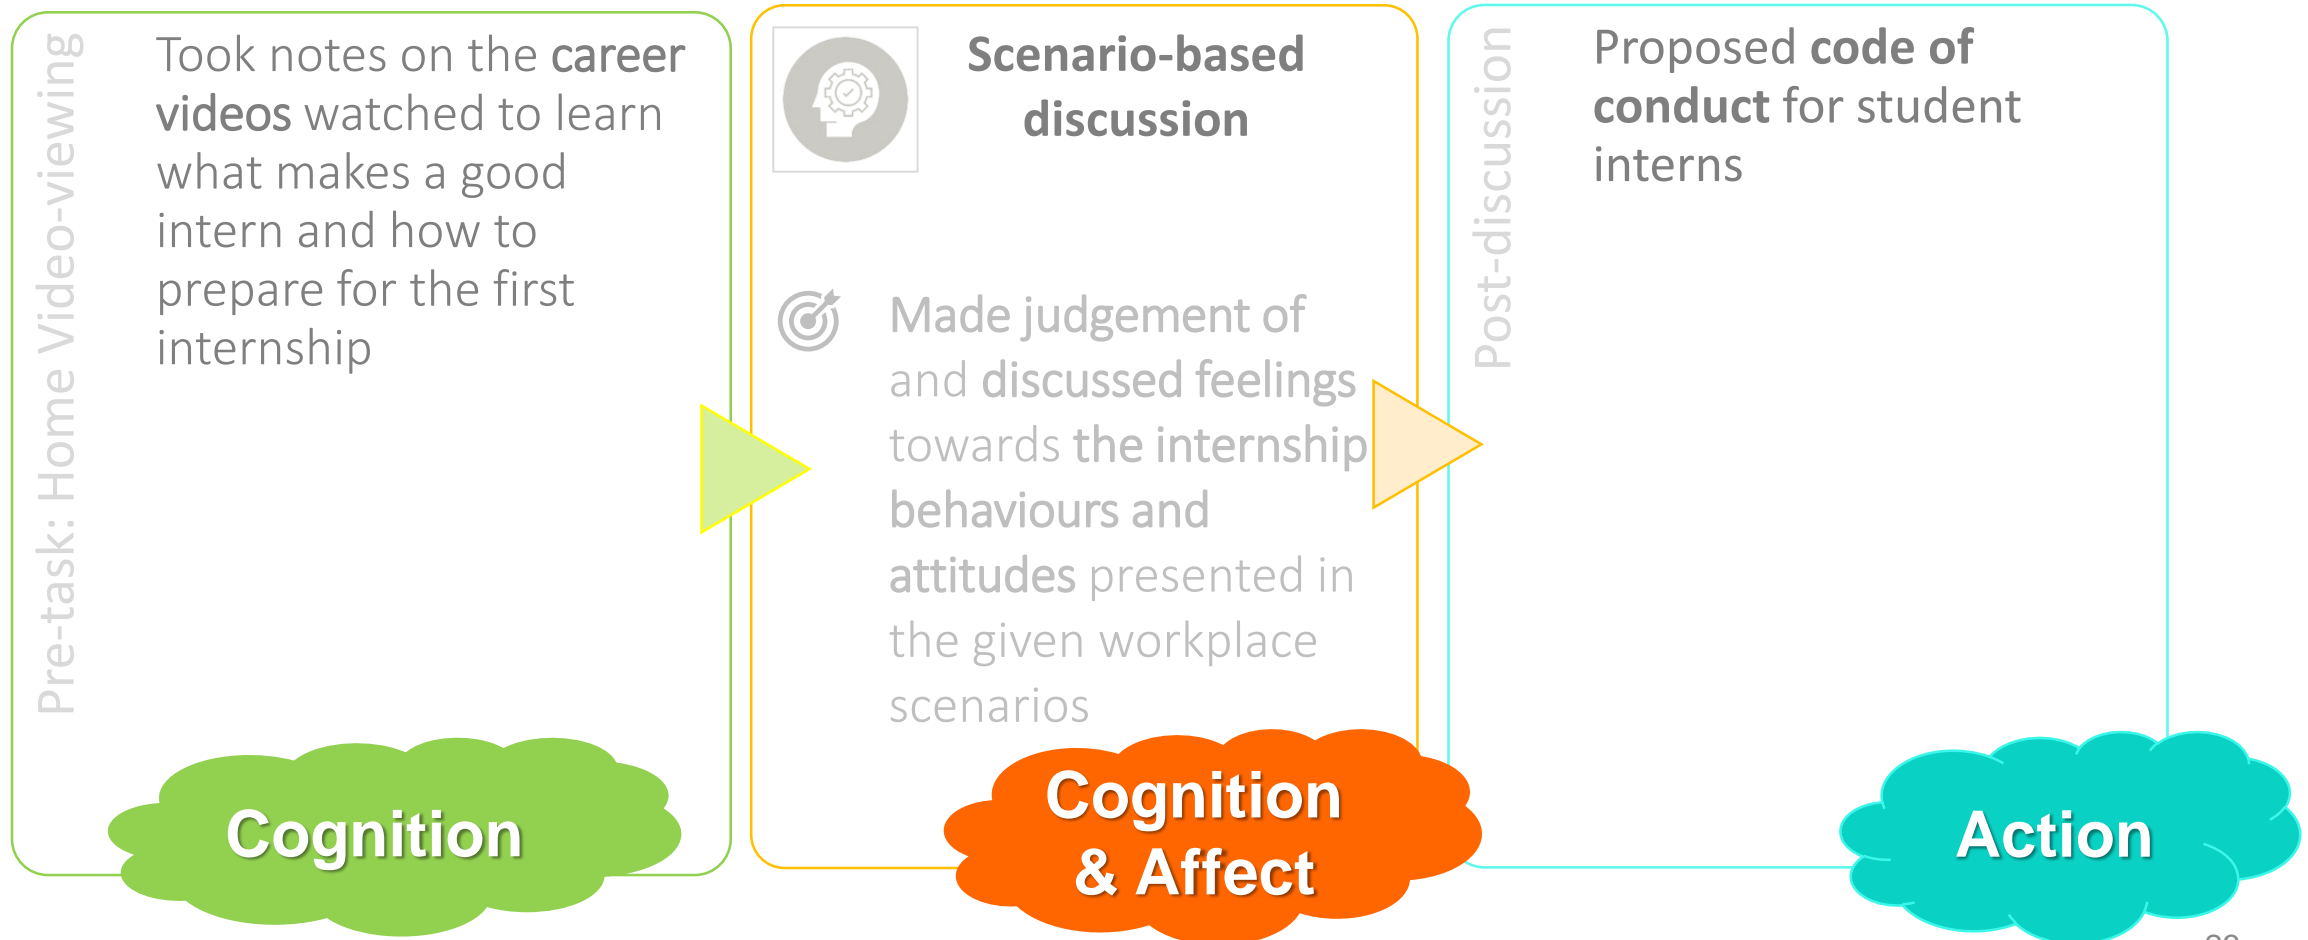 Pre-task: Home Video-viewing
Took notes on the career
videos watched to learn
what makes a good
intern and how to
prepare for the first
internship
Cognition
Scenario-based
discussion
Made judgement of
and discussed feelings
towards the internship
behaviours and
attitudes presented in
the given workplace
scenarios
Cognition
& Affect
Post-discussion
Proposed code of
conduct for student
interns
Action